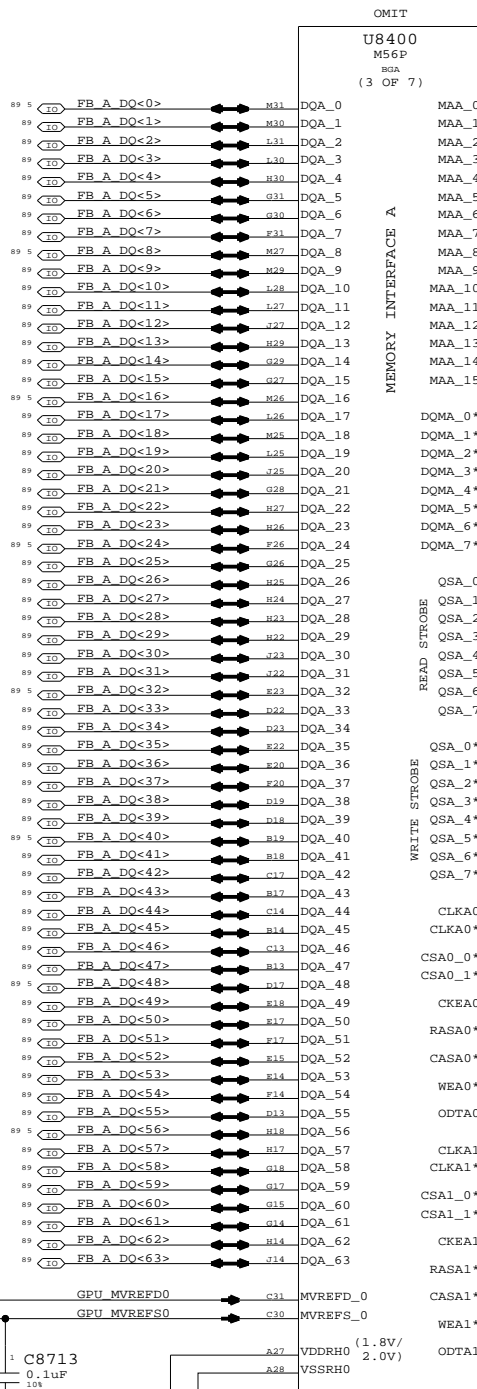 OMIT
U8400
M56P
BGA
(3 OF 7)
89 5 IO FB_A_DQ<0> M31 DQA_0 MAA_0
89 IO FB_A_DQ<1> M30 DQA_1 MAA_1
89 IO FB_A_DQ<2> L31 DQA_2 MAA_2
89 IO FB_A_DQ<3> L30 DQA_3 MAA_3
89 IO FB_A_DQ<4> H30 DQA_4 MAA_4
89 IO FB_A_DQ<5> G31 DQA_5 MAA_5
89 IO FB_A_DQ<6> G30 DQA_6 MAA_6
89 IO FB_A_DQ<7> F31 DQA_7 MAA_7
89 5 IO FB_A_DQ<8> M27 DQA_8 MAA_8
89 IO FB_A_DQ<9> M29 DQA_9 MAA_9
89 IO FB_A_DQ<10> L28 DQA_10 MAA_10
89 IO FB_A_DQ<11> L27 DQA_11 MAA_11
89 IO FB_A_DQ<12> J27 DQA_12 MAA_12
89 IO FB_A_DQ<13> H29 DQA_13 MAA_13
89 IO FB_A_DQ<14> G29 DQA_14 MAA_14
89 IO FB_A_DQ<15> G27 DQA_15 MAA_15
MEMORY INTERFACE A
89 5 IO FB_A_DQ<16> M26 DQA_16
89 IO FB_A_DQ<17> L26 DQA_17 DQMA_0*
89 IO FB_A_DQ<18> M25 DQA_18 DQMA_1*
89 IO FB_A_DQ<19> L25 DQA_19 DQMA_2*
89 IO FB_A_DQ<20> J25 DQA_20 DQMA_3*
89 IO FB_A_DQ<21> G28 DQA_21 DQMA_4*
89 IO FB_A_DQ<22> H27 DQA_22 DQMA_5*
89 IO FB_A_DQ<23> H26 DQA_23 DQMA_6*
89 5 IO FB_A_DQ<24> F26 DQA_24 DQMA_7*
89 IO FB_A_DQ<25> G26 DQA_25
89 IO FB_A_DQ<26> H25 DQA_26 QSA_0
89 IO FB_A_DQ<27> H24 DQA_27 QSA_1
89 IO FB_A_DQ<28> H23 DQA_28 QSA_2
89 IO FB_A_DQ<29> H22 DQA_29 QSA_3
89 IO FB_A_DQ<30> J23 DQA_30 QSA_4
89 IO FB_A_DQ<31> J22 DQA_31 QSA_5
89 5 IO FB_A_DQ<32> E23 DQA_32 QSA_6
89 IO FB_A_DQ<33> D22 DQA_33 QSA_7
READ STROBE
89 IO FB_A_DQ<34> D23 DQA_34
89 IO FB_A_DQ<35> E22 DQA_35 QSA_0*
89 IO FB_A_DQ<36> E20 DQA_36 QSA_1*
89 IO FB_A_DQ<37> F20 DQA_37 QSA_2*
89 IO FB_A_DQ<38> D19 DQA_38 QSA_3*
89 IO FB_A_DQ<39> D18 DQA_39 QSA_4*
89 5 IO FB_A_DQ<40> B19 DQA_40 QSA_5*
89 IO FB_A_DQ<41> B18 DQA_41 QSA_6*
89 IO FB_A_DQ<42> C17 DQA_42 QSA_7*
WRITE STROBE
89 IO FB_A_DQ<43> B17 DQA_43
89 IO FB_A_DQ<44> C14 DQA_44 CLKA0
89 IO FB_A_DQ<45> B14 DQA_45 CLKA0*
89 IO FB_A_DQ<46> C13 DQA_46 CSA0_0*
89 IO FB_A_DQ<47> B13 DQA_47 CSA0_1*
89 5 IO FB_A_DQ<48> D17 DQA_48
89 IO FB_A_DQ<49> E18 DQA_49 CKEA0
89 IO FB_A_DQ<50> E17 DQA_50 RASA0*
89 IO FB_A_DQ<51> F17 DQA_51
89 IO FB_A_DQ<52> E15 DQA_52 CASA0*
89 IO FB_A_DQ<53> E14 DQA_53
89 IO FB_A_DQ<54> F14 DQA_54 WEA0*
89 IO FB_A_DQ<55> D13 DQA_55 ODTA0
89 5 IO FB_A_DQ<56> H18 DQA_56
89 IO FB_A_DQ<57> H17 DQA_57 CLKA1
89 IO FB_A_DQ<58> G18 DQA_58 CLKA1*
89 IO FB_A_DQ<59> G17 DQA_59 CSA1_0*
89 IO FB_A_DQ<60> G15 DQA_60 CSA1_1*
89 IO FB_A_DQ<61> G14 DQA_61
89 IO FB_A_DQ<62> H14 DQA_62 CKEA1
89 IO FB_A_DQ<63> J14 DQA_63 RASA1*
GPU_MVREFD0 C31 MVREFD_0 CASA1*
GPU_MVREFS0 C30 MVREFS_0 WEA1*
A27 VDDRH0 (1.8V/ 2.0V) ODTA1
A28 VSSRH0
1 C8713
0.1uF
10%